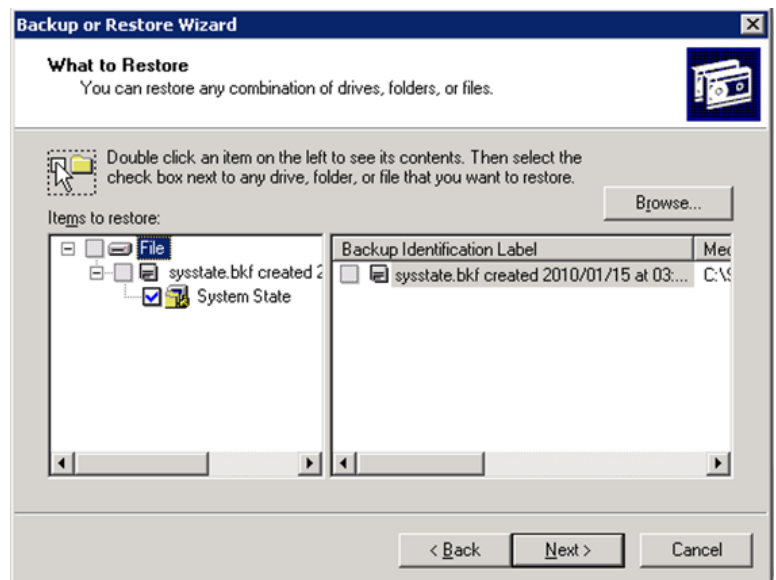 Backup or Restore Wizard
What to Restore
You can restore any combination of drives, folders, or files.
Double click an item on the left to see its contents. Then select the
check box next to any drive, folder, or file that you want to restore.
Browse...
Items to restore:
File
sysstate.bkf created 2
System State
Backup Identification Label
Med
sysstate.bkf created 2010/01/15 at 03:...
C:\S
< Back
Next >
Cancel